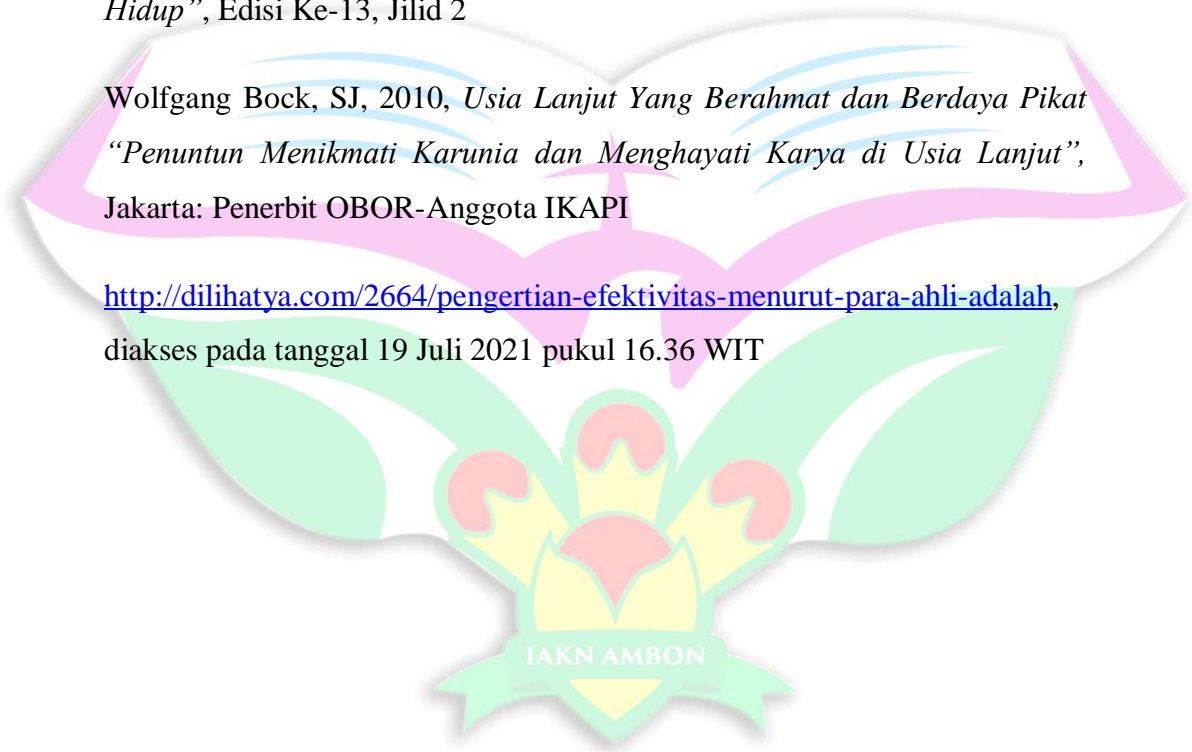 Hidup”, Edisi Ke-13, Jilid 2
Wolfgang Bock, SJ, 2010, Usia Lanjut Yang Berahmat dan Berdaya Pikat
“Penuntun Menikmati Karunia dan Menghayati Karya di Usia Lanjut”,
Jakarta: Penerbit OBOR-Anggota IKAPI
http://dilihatya.com/2664/pengertian-efektivitas-menurut-para-ahli-adalah,
diakses pada tanggal 19 Juli 2021 pukul 16.36 WIT
IAKN AMBON